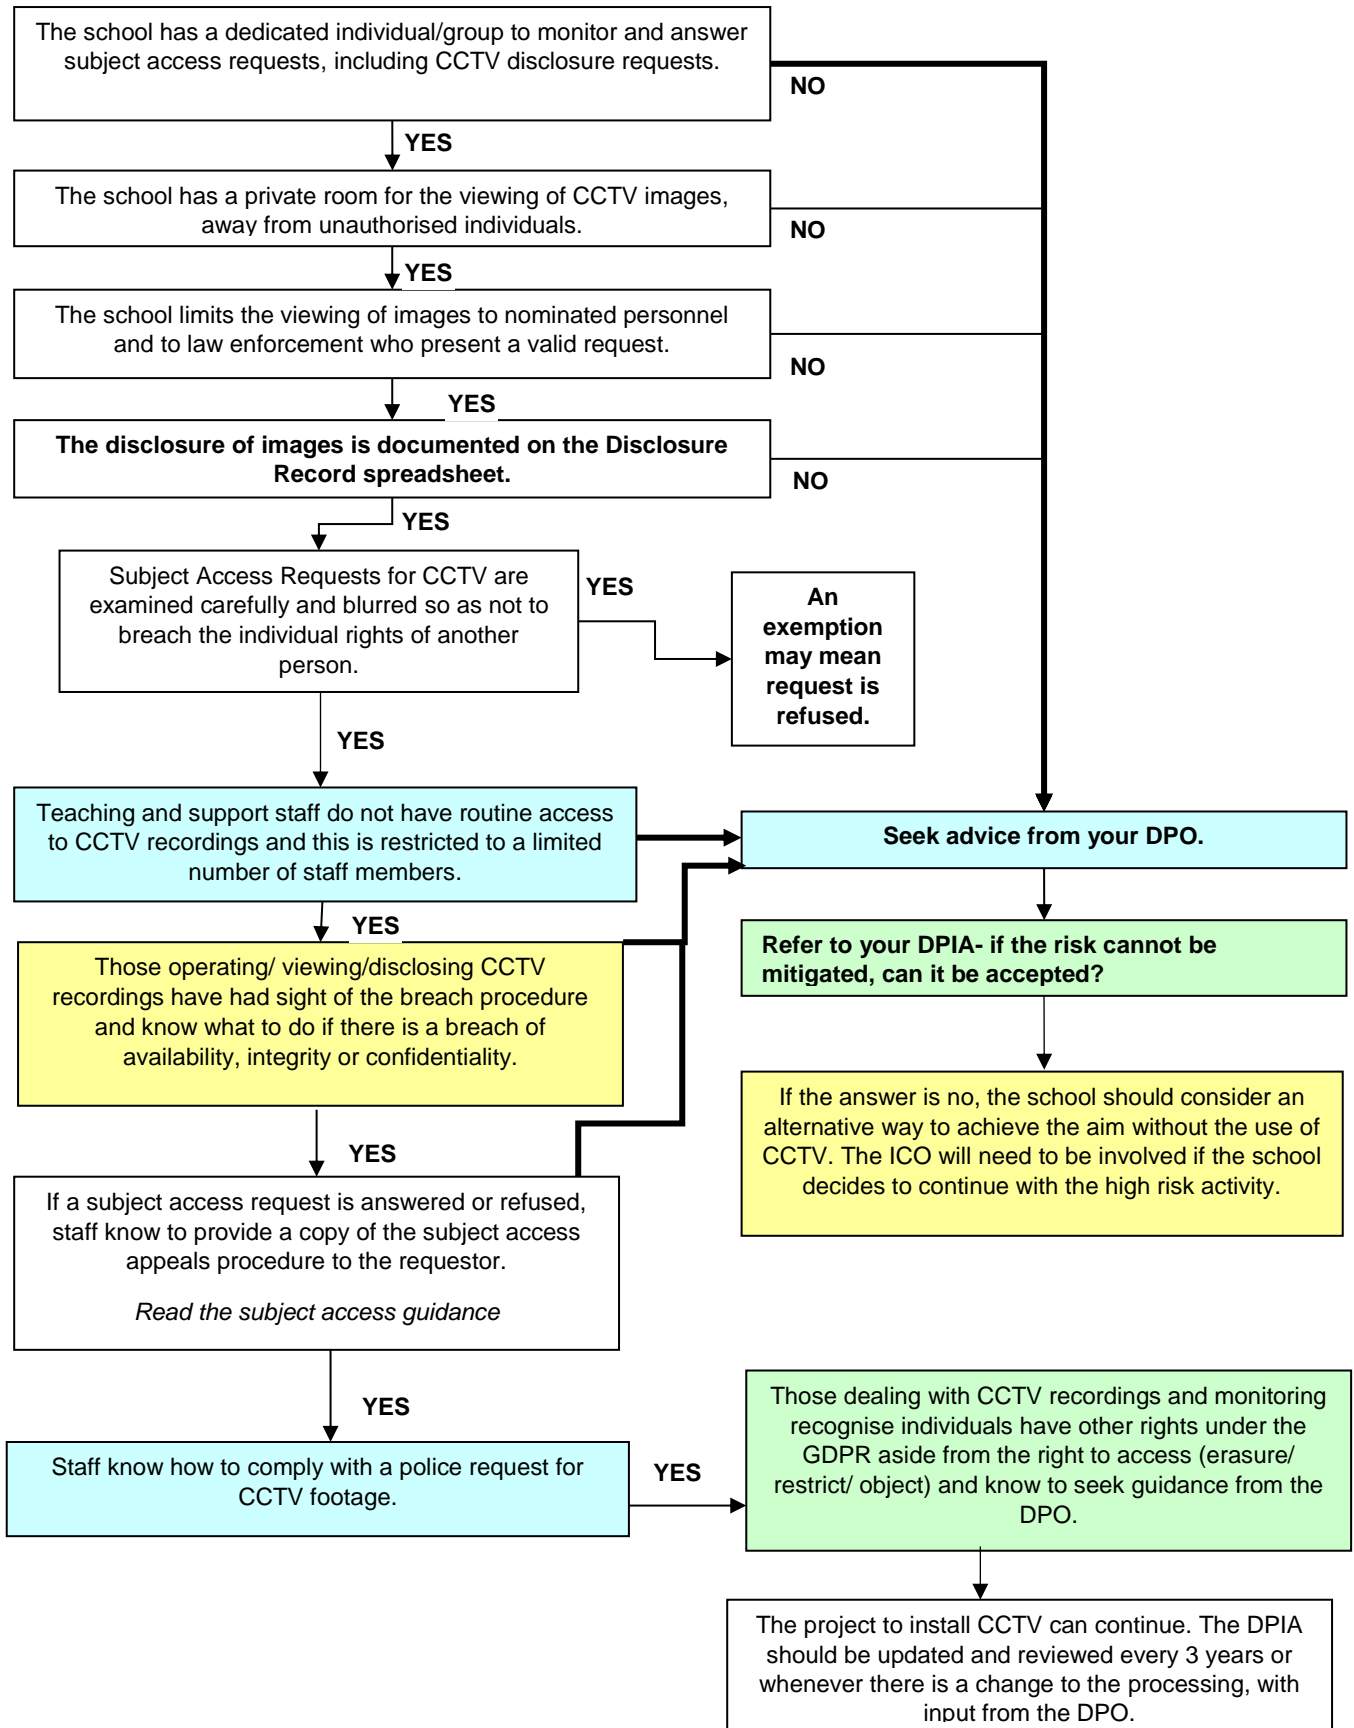 The school has a dedicated individual/group to monitor and answer
subject access requests, including CCTV disclosure requests.
NO
YES
The school has a private room for the viewing of CCTV images,
away from unauthorised individuals.
NO
YES
The school limits the viewing of images to nominated personnel
and to law enforcement who present a valid request.
NO
YES
The disclosure of images is documented on the Disclosure
Record spreadsheet.
NO
YES
Subject Access Requests for CCTV are
examined carefully and blurred so as not to
breach the individual rights of another
person.
YES
An
exemption
may mean
request is
refused.
YES
Teaching and support staff do not have routine access
to CCTV recordings and this is restricted to a limited
number of staff members.
Seek advice from your DPO.
YES
Refer to your DPIA- if the risk cannot be
mitigated, can it be accepted?
Those operating/ viewing/disclosing CCTV
recordings have had sight of the breach procedure
and know what to do if there is a breach of
availability, integrity or confidentiality.
If the answer is no, the school should consider an
alternative way to achieve the aim without the use of
CCTV. The ICO will need to be involved if the school
decides to continue with the high risk activity.
YES
If a subject access request is answered or refused,
staff know to provide a copy of the subject access
appeals procedure to the requestor.
Read the subject access guidance
YES
Staff know how to comply with a police request for
CCTV footage.
YES
Those dealing with CCTV recordings and monitoring
recognise individuals have other rights under the
GDPR aside from the right to access (erasure/
restrict/ object) and know to seek guidance from the
DPO.
The project to install CCTV can continue. The DPIA
should be updated and reviewed every 3 years or
whenever there is a change to the processing, with
input from the DPO.